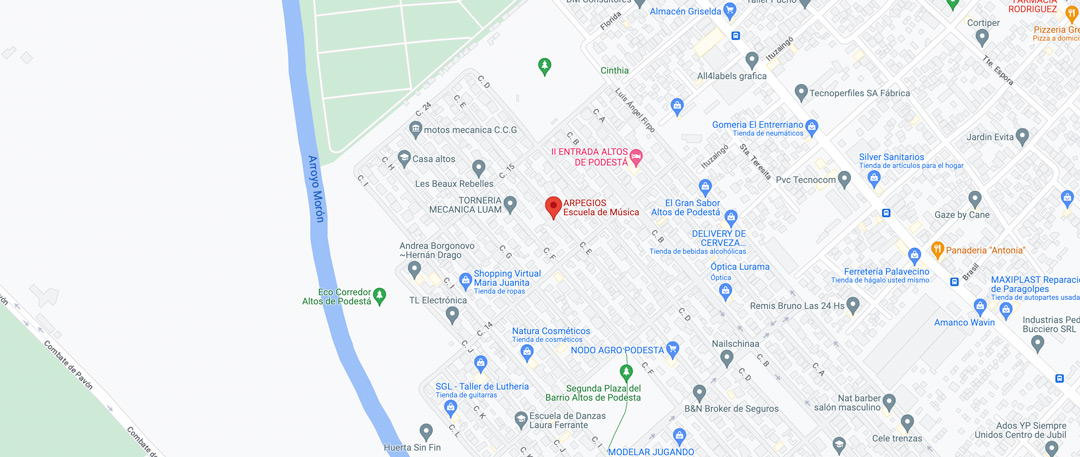 DM Consultores
Taller Pucho
FARMACIA
RODRIGUEZ
Florida
Almacén Griselda
Cortiper
Pizzería Gre
Pizza a domici
Ituzaingó
Tte. Espora
Cinthia
All4labels grafica
C. D
C. E
C. 24
Luis Ángel Firpo
Tecnoperfiles SA Fábrica
motos mecanica C.C.G
Gomeria El Entrerriano
Tienda de neumáticos
Jardin Evita
C. B
II ENTRADA ALTOS
DE PODESTÁ
Ituzaingó
Sta. Teresita
Silver Sanitarios
Tienda de artículos para el hogar
Casa altos
C. H
C. I
C. 15
Les Beaux Rebelles
Pvc Tecnocom
Arroyo Morón
TORNERIA
MECANICA LUAM
ARPEGIOS
Escuela de Música
El Gran Sabor
Altos de Podestá
Gaze by Cane
DELIVERY DE
CERVEZA...
Tienda de bebidas alcohólicas
Andrea Borgonovo
~Hernán Drago
C. G
C. F
C. E
Panaderia "Antonia"
Óptica Lurama
Óptica
Ferretería Palavecino
Tienda de hágalo usted mismo
Brasil
Shopping Virtual
Maria Juanita
Tienda de ropas
MAXIPLAST Reparació
de Paragolpes
Tienda de autopartes usadas
Eco Corredor
Altos de Podestá
TL Electrónica
Remis Bruno Las 24 Hs
Pavón
Amanco Wavin
Industrias Ped
Bucciero SRL
C. 14
Natura Cosméticos
Tienda de cosméticos
C. J
NODO AGRO PODESTA
Nailschinaa
C. B
C. A
Combate de Pavón
SGL - Taller de Lutheria
Tienda de guitarras
Segunda Plaza del
Barrio Altos de Podesta
C. K
B&N Broker de Seguros
Nat barber
salón masculino
Escuela de Danzas
Laura Ferrante
C. L
Combate de
Huerta Sin Fin
Cele trenzas
Ados YP Siempre
Unidos Centro de Jubil
MODELAR JUGANDO